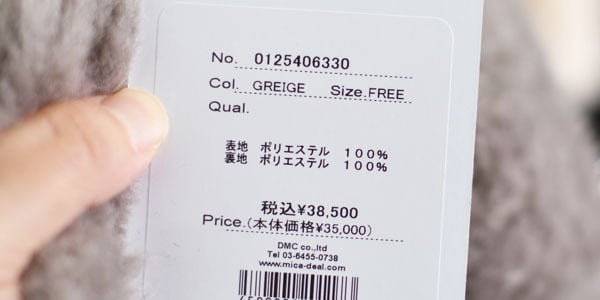 No. 0125406330
Col. GREIGE Size.FREE
Qual.
表地 ポリエステル 100%
裏地 ポリエステル 100%
税込¥38,500
Price.(本体価格¥35,000)
DMC co.,ltd
Tel 03-6455-0738
www.mica-deal.com